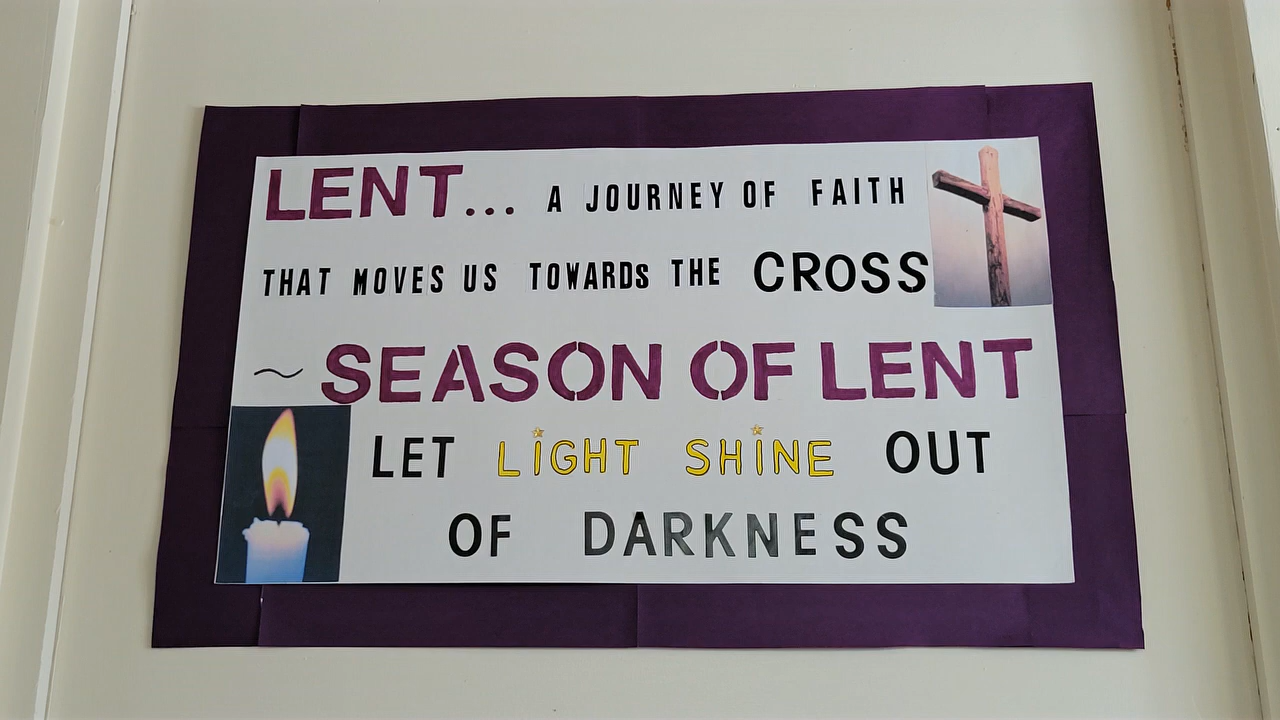 LENT... A JOURNEY OF FAITH
THAT MOVES US TOWARDS THE CROSS
~ SEASON OF LENT
LET LiGHT SHiNE OUT
OF DARKNESS